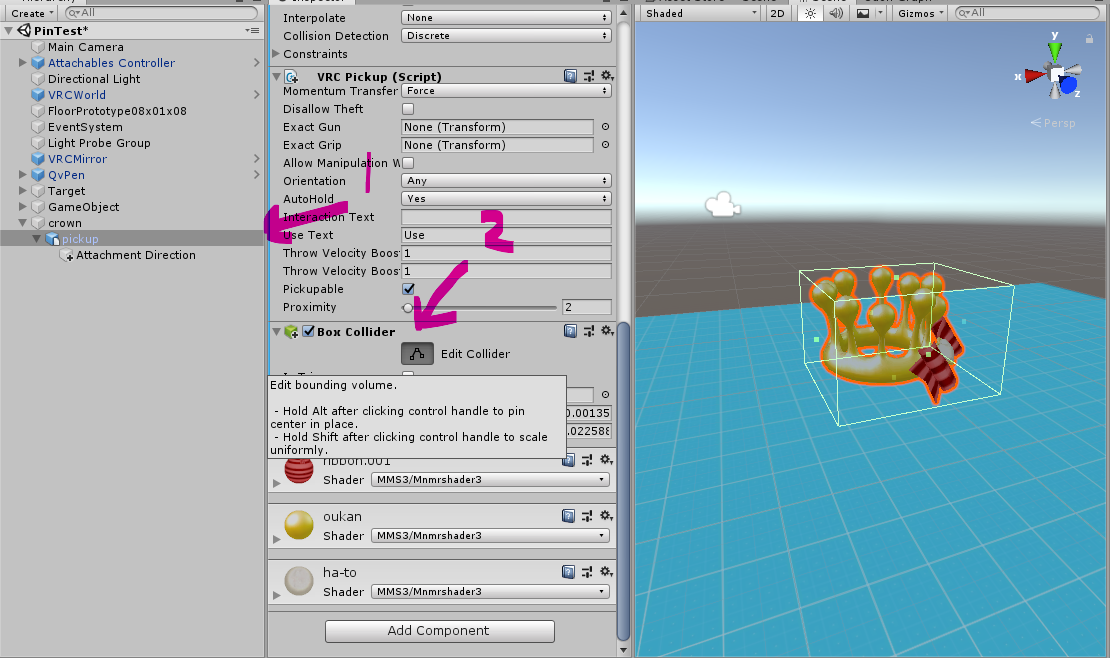 Create
All
PinTest*
Main Camera
Attachables Controller
Directional Light
VRCWorld
FloorPrototype08x01x08
EventSystem
Light Probe Group
VRCMirror
QvPen
Target
GameObject
crown
pickup
Attachment Direction
Interpolate None
Collision Detection Discrete
Constraints
VRC Pickup (Script)
Momentum Transfer Force
Disallow Theft
Exact Gun None (Transform)
Exact Grip None (Transform)
Allow Manipulation W
1
Orientation Any
AutoHold Yes
Interaction Text
2
Use Text Use
Throw Velocity Boos 1
Throw Velocity Boos 1
Pickupable
Proximity 2
Box Collider
Edit Collider
Edit bounding volume.
- Hold Alt after clicking control handle to pin
center in place.
- Hold Shift after clicking control handle to scale
uniformly.
0.00135
.022588
ribbon.001
Shader MMS3/Mnmrshader3
oukan
Shader MMS3/Mnmrshader3
ha-to
Shader MMS3/Mnmrshader3
Add Component
Shaded 2D Gizmos All
y
x
z
Persp